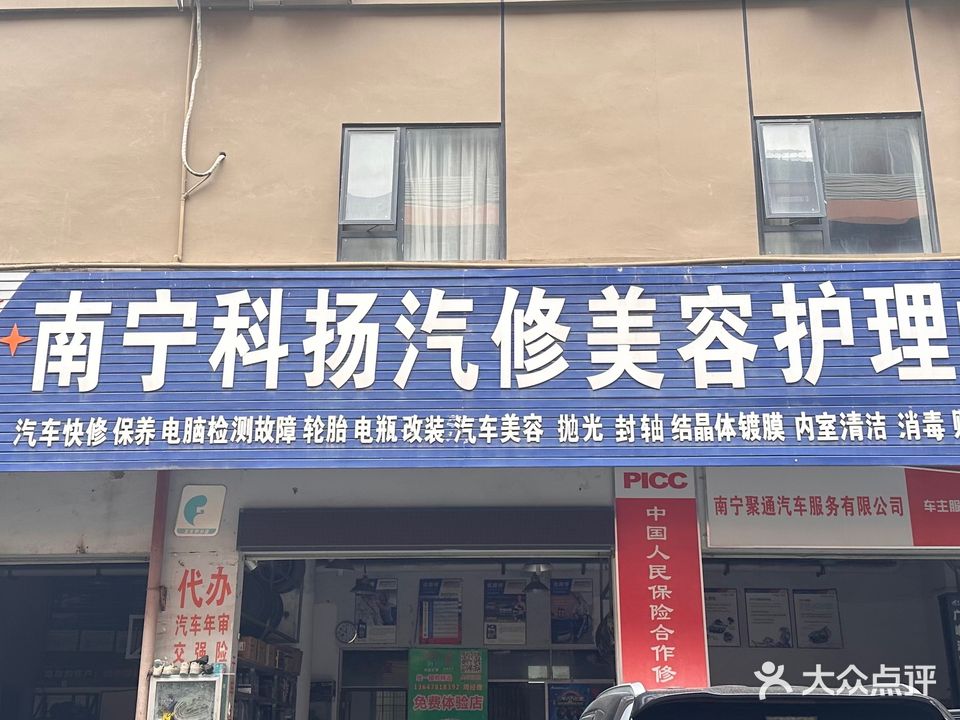 南宁科扬汽修美容护理
汽车快修 保养 电脑检测故障 轮胎 电瓶 改装 汽车美容 抛光 封轴 结晶体镀膜 内室清洁 消毒
PICC
中国人民保险合作修
南宁聚通汽车服务有限公司
车主服
代办
汽车年审
交强险
免费体验店
大众点评